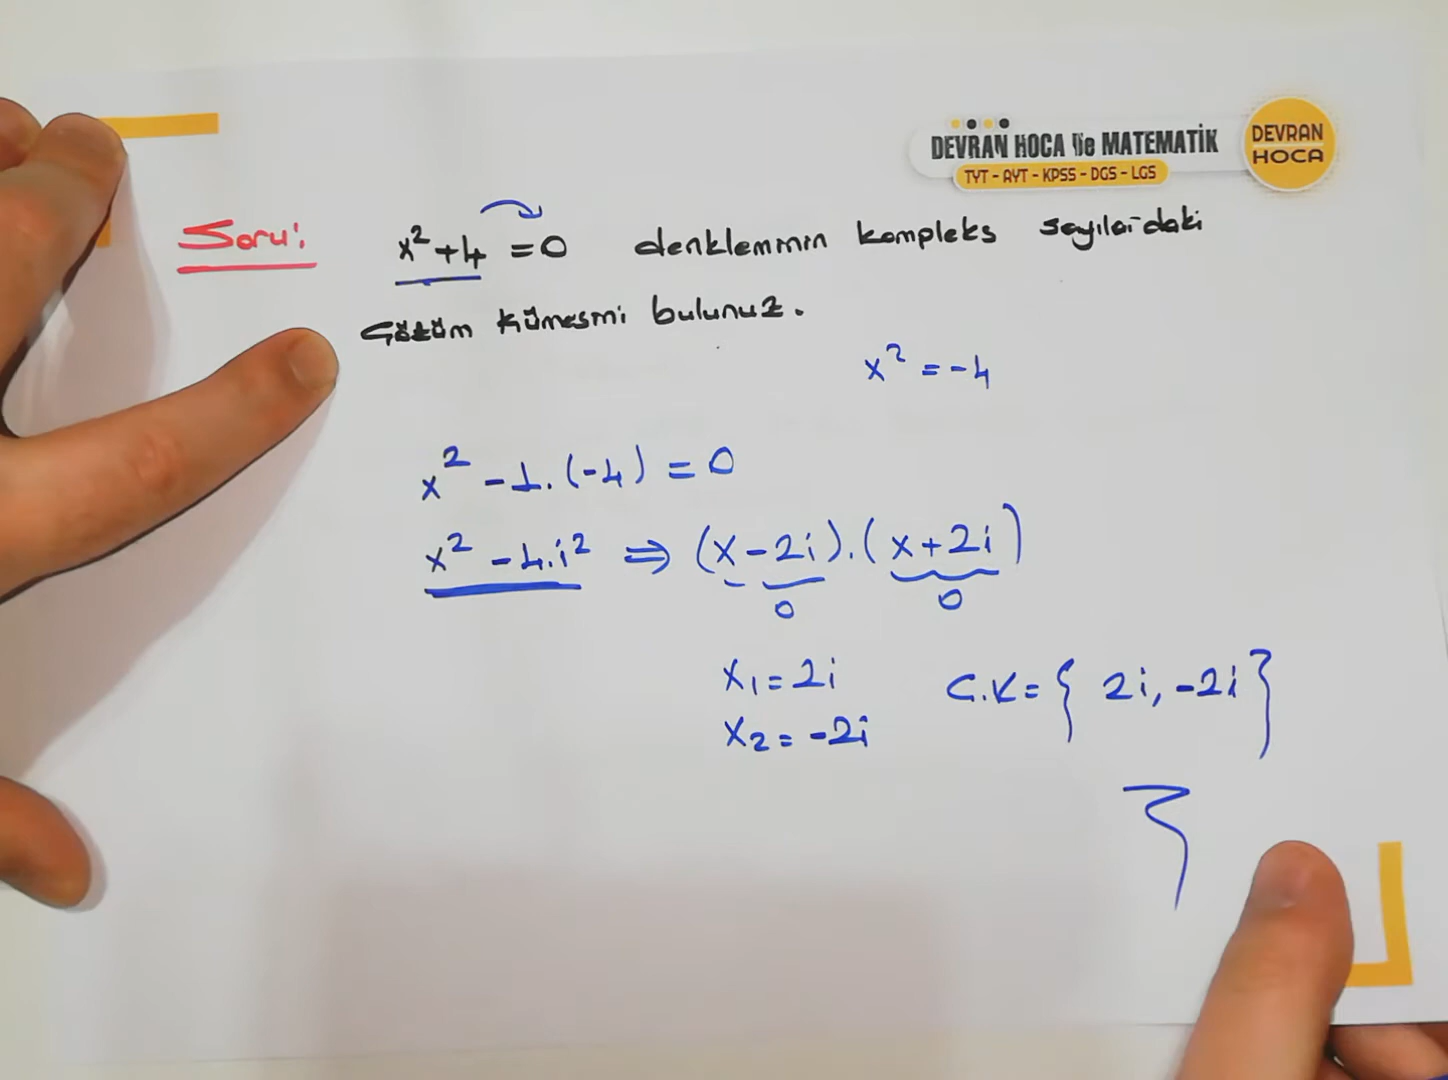 DEVRAN HOCA ile MATEMATİK
TYT - AYT - KPSS - DGS - LGS
DEVRAN
HOCA
Soru:
x² + 4 = 0 denkleminin kompleks sayılardaki
Çözüm kümesini bulunuz.
x² = -4
x² - 1.(-4) = 0
x² - 4.i² ⇒ (x - 2i).(x + 2i)
0 0
x₁ = 2i
x₂ = -2i
Ç.K = { 2i, -2i }
}